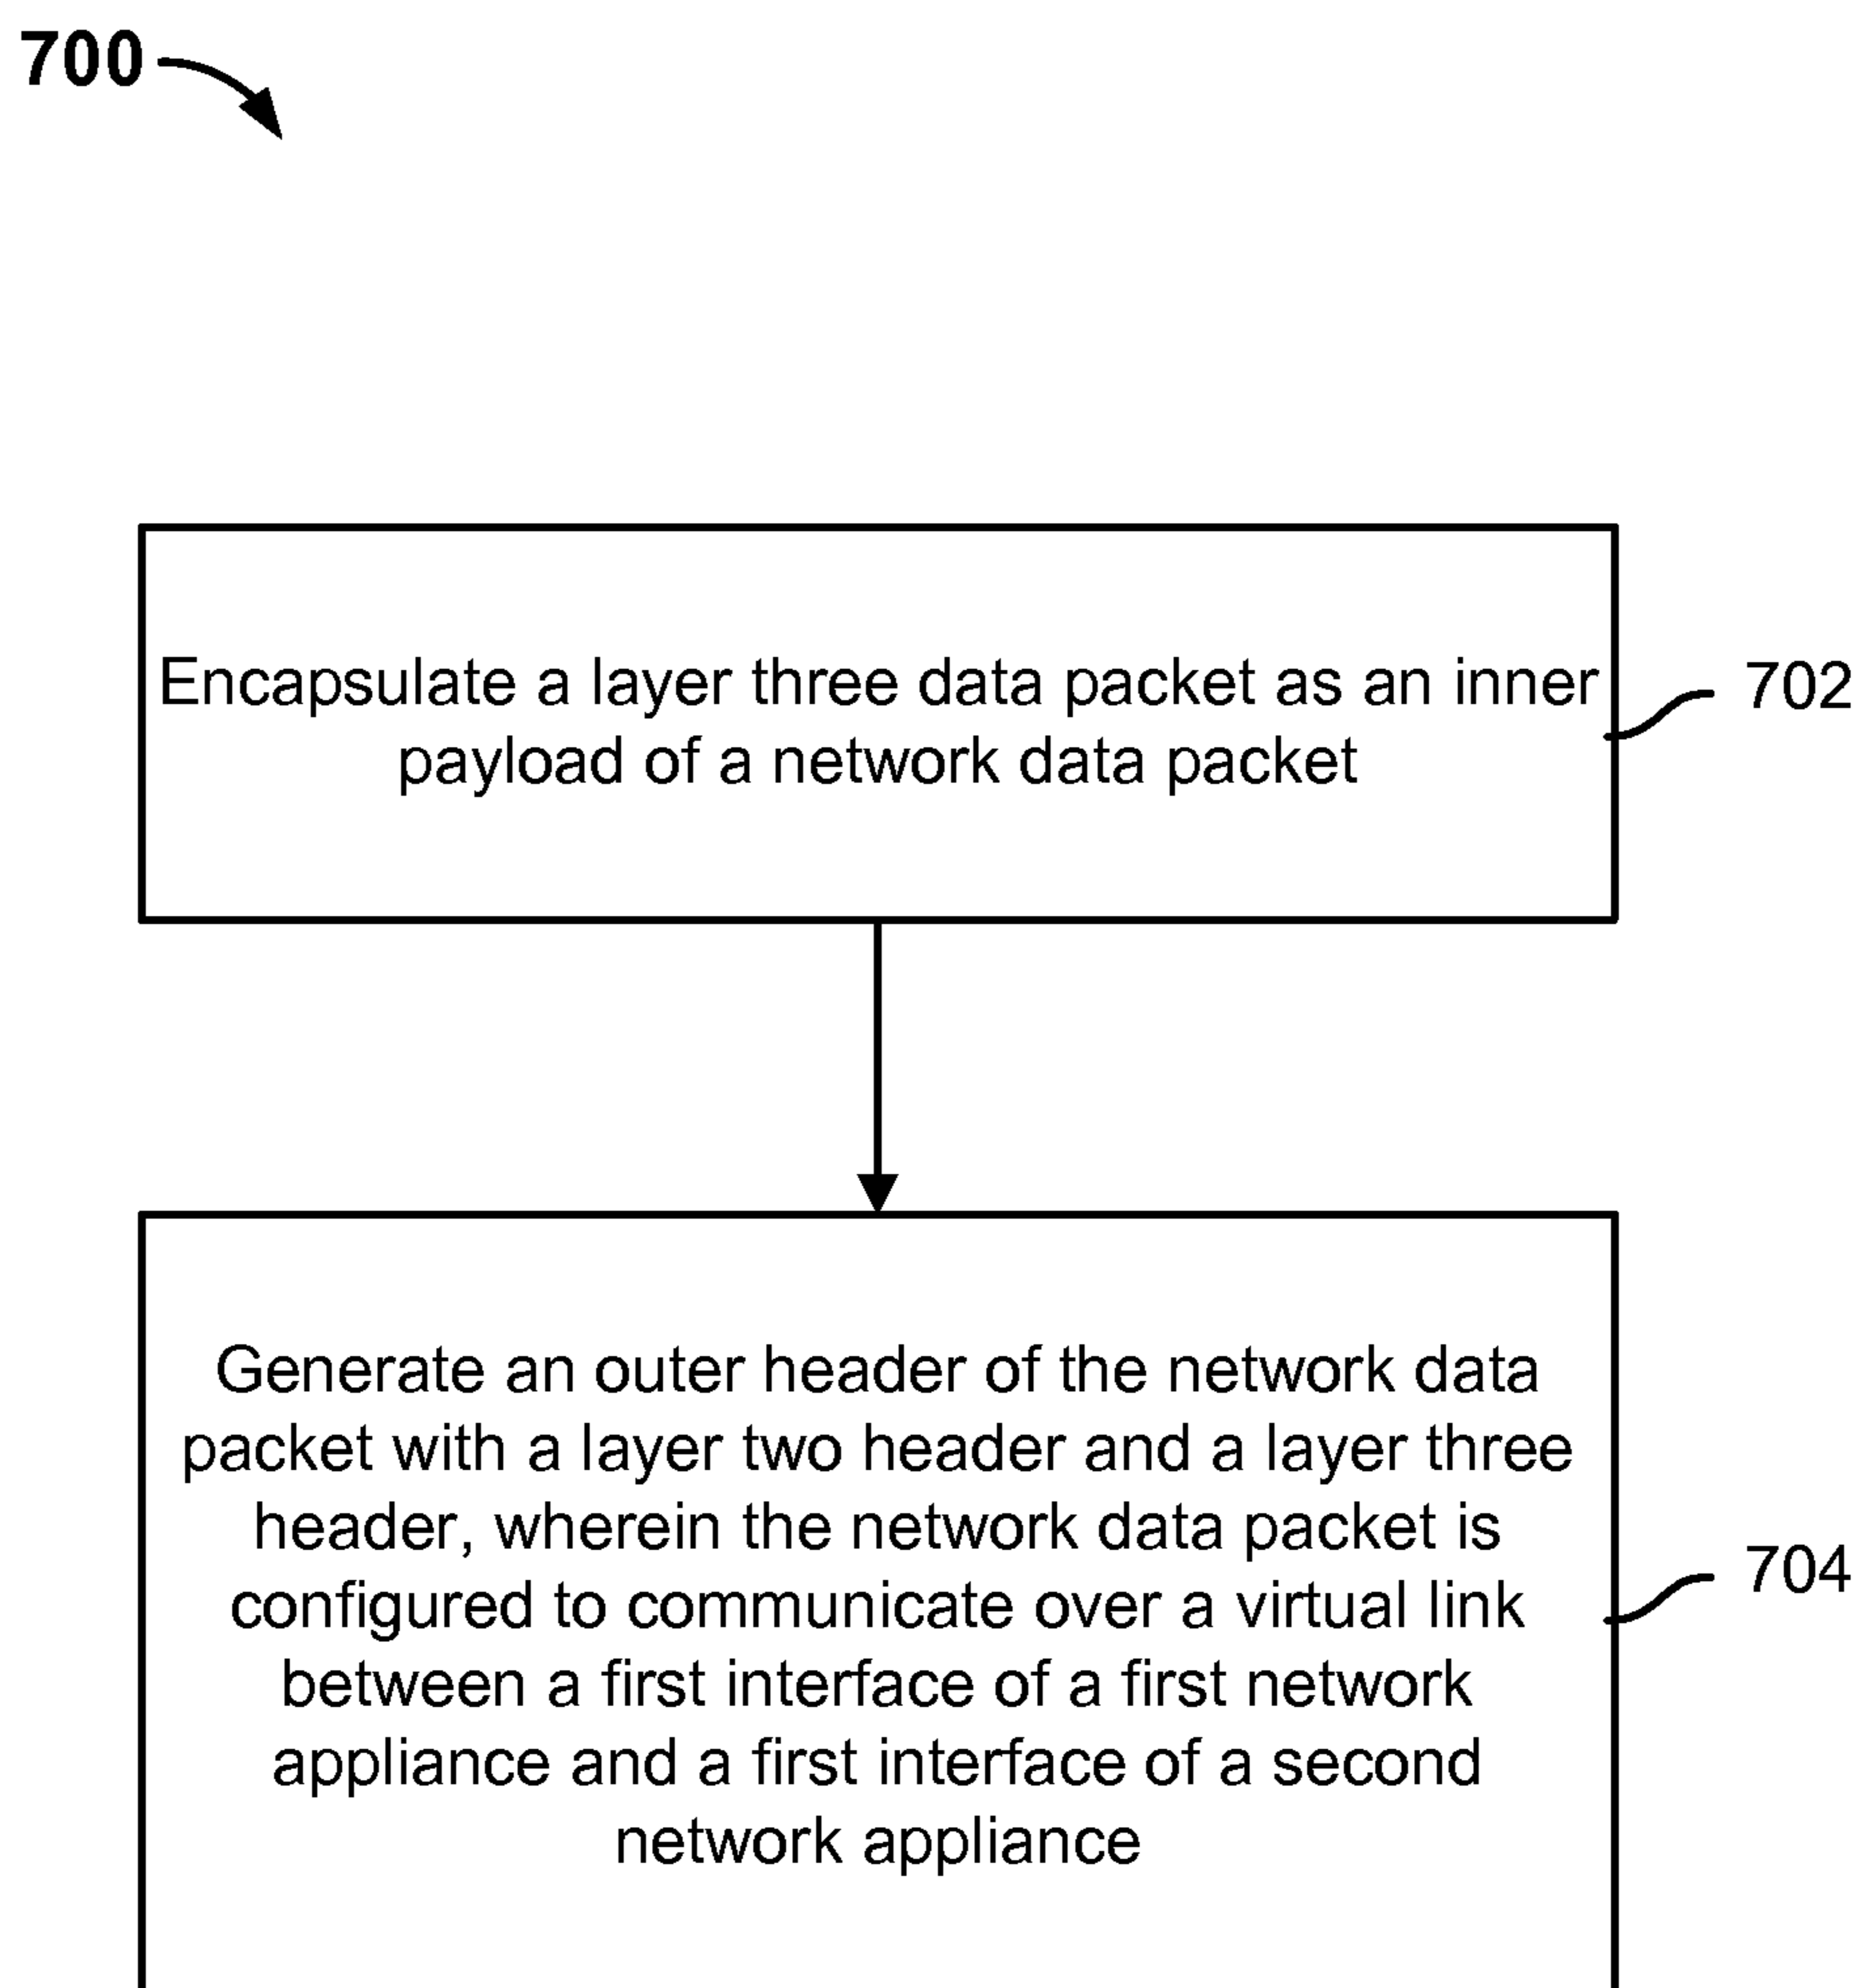 700
Encapsulate a layer three data packet as an inner
payload of a network data packet
702
Generate an outer header of the network data
packet with a layer two header and a layer three
header, wherein the network data packet is
configured to communicate over a virtual link
between a first interface of a first network
appliance and a first interface of a second
network appliance
704